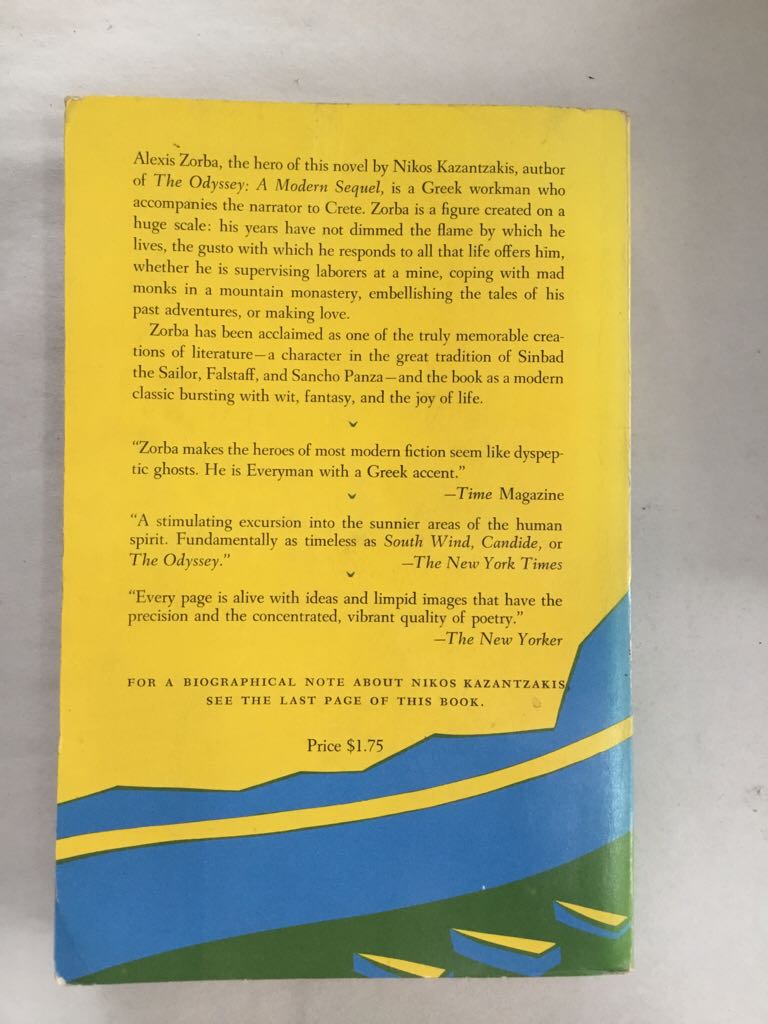 Alexis Zorba, the hero of this novel by Nikos Kazantzakis, author
of The Odyssey: A Modern Sequel, is a Greek workman who
accompanies the narrator to Crete. Zorba is a figure created on a
huge scale: his years have not dimmed the flame by which he
lives, the gusto with which he responds to all that life offers him,
whether he is supervising laborers at a mine, coping with mad
monks in a mountain monastery, embellishing the tales of his
past adventures, or making love.
Zorba has been acclaimed as one of the truly memorable crea-
tions of literature—a character in the great tradition of Sinbad
the Sailor, Falstaff, and Sancho Panza—and the book as a modern
classic bursting with wit, fantasy, and the joy of life.
“Zorba makes the heroes of most modern fiction seem like dyspep-
tic ghosts. He is Everyman with a Greek accent.”
—Time Magazine
“A stimulating excursion into the sunnier areas of the human
spirit. Fundamentally as timeless as South Wind, Candide, or
The Odyssey.” —The New York Times
“Every page is alive with ideas and limpid images that have the
precision and the concentrated, vibrant quality of poetry.”
—The New Yorker
FOR A BIOGRAPHICAL NOTE ABOUT NIKOS KAZANTZAKIS
SEE THE LAST PAGE OF THIS BOOK.
Price $1.75